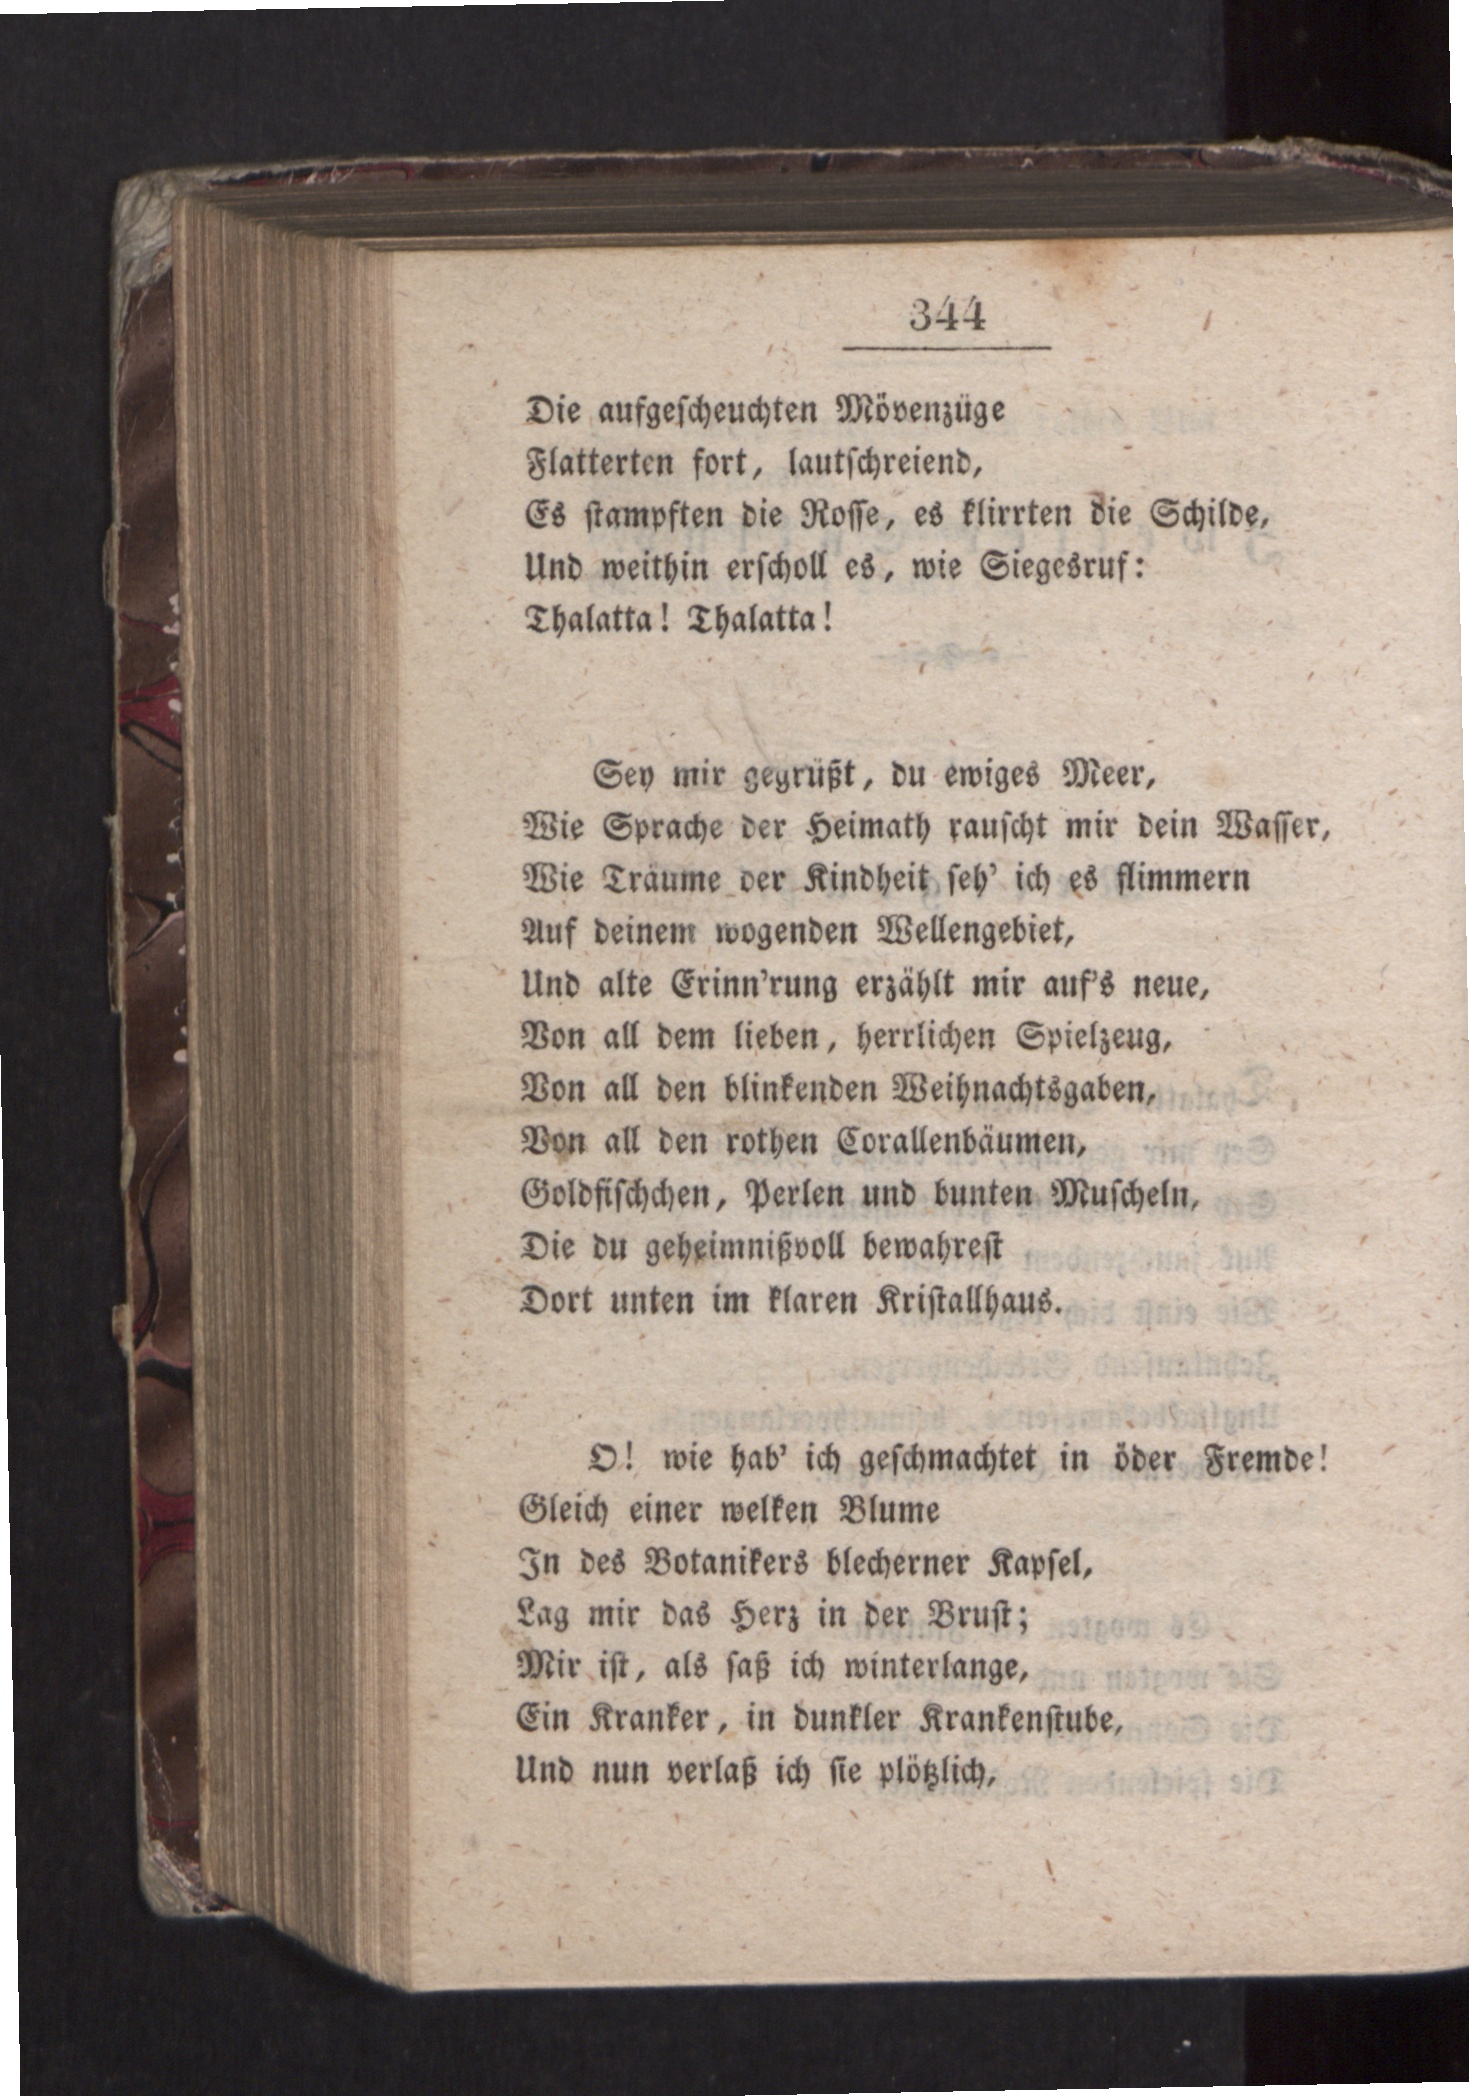 344
Die aufgescheuchten Mövenzüge
Flatterten fort, lautschreiend,
Es stampften die Rosse, es klirrten die Schilde,
Und weithin erscholl es, wie Siegesruf:
Thalatta! Thalatta!
Sey mir gegrüßt, du ewiges Meer,
Wie Sprache der Heimath rauscht mir dein Wasser,
Wie Träume der Kindheit seh' ich es flimmern
Auf deinem wogenden Wellengebiet,
Und alte Erinn'rung erzählt mir auf's neue,
Von all dem lieben, herrlichen Spielzeug,
Von all den blinkenden Weihnachtsgaben,
Von all den rothen Corallenbäumen,
Goldfischchen, Perlen und bunten Muscheln,
Die du geheimnißvoll bewahrest
Dort unten im klaren Kristallhaus.
O! wie hab' ich geschmachtet in öder Fremde!
Gleich einer welken Blume
In des Botanikers blecherner Kapsel,
Lag mir das Herz in der Brust;
Mir ist, als saß ich winterlange,
Ein Kranker, in dunkler Krankenstube,
Und nun verlaß ich sie plötzlich,